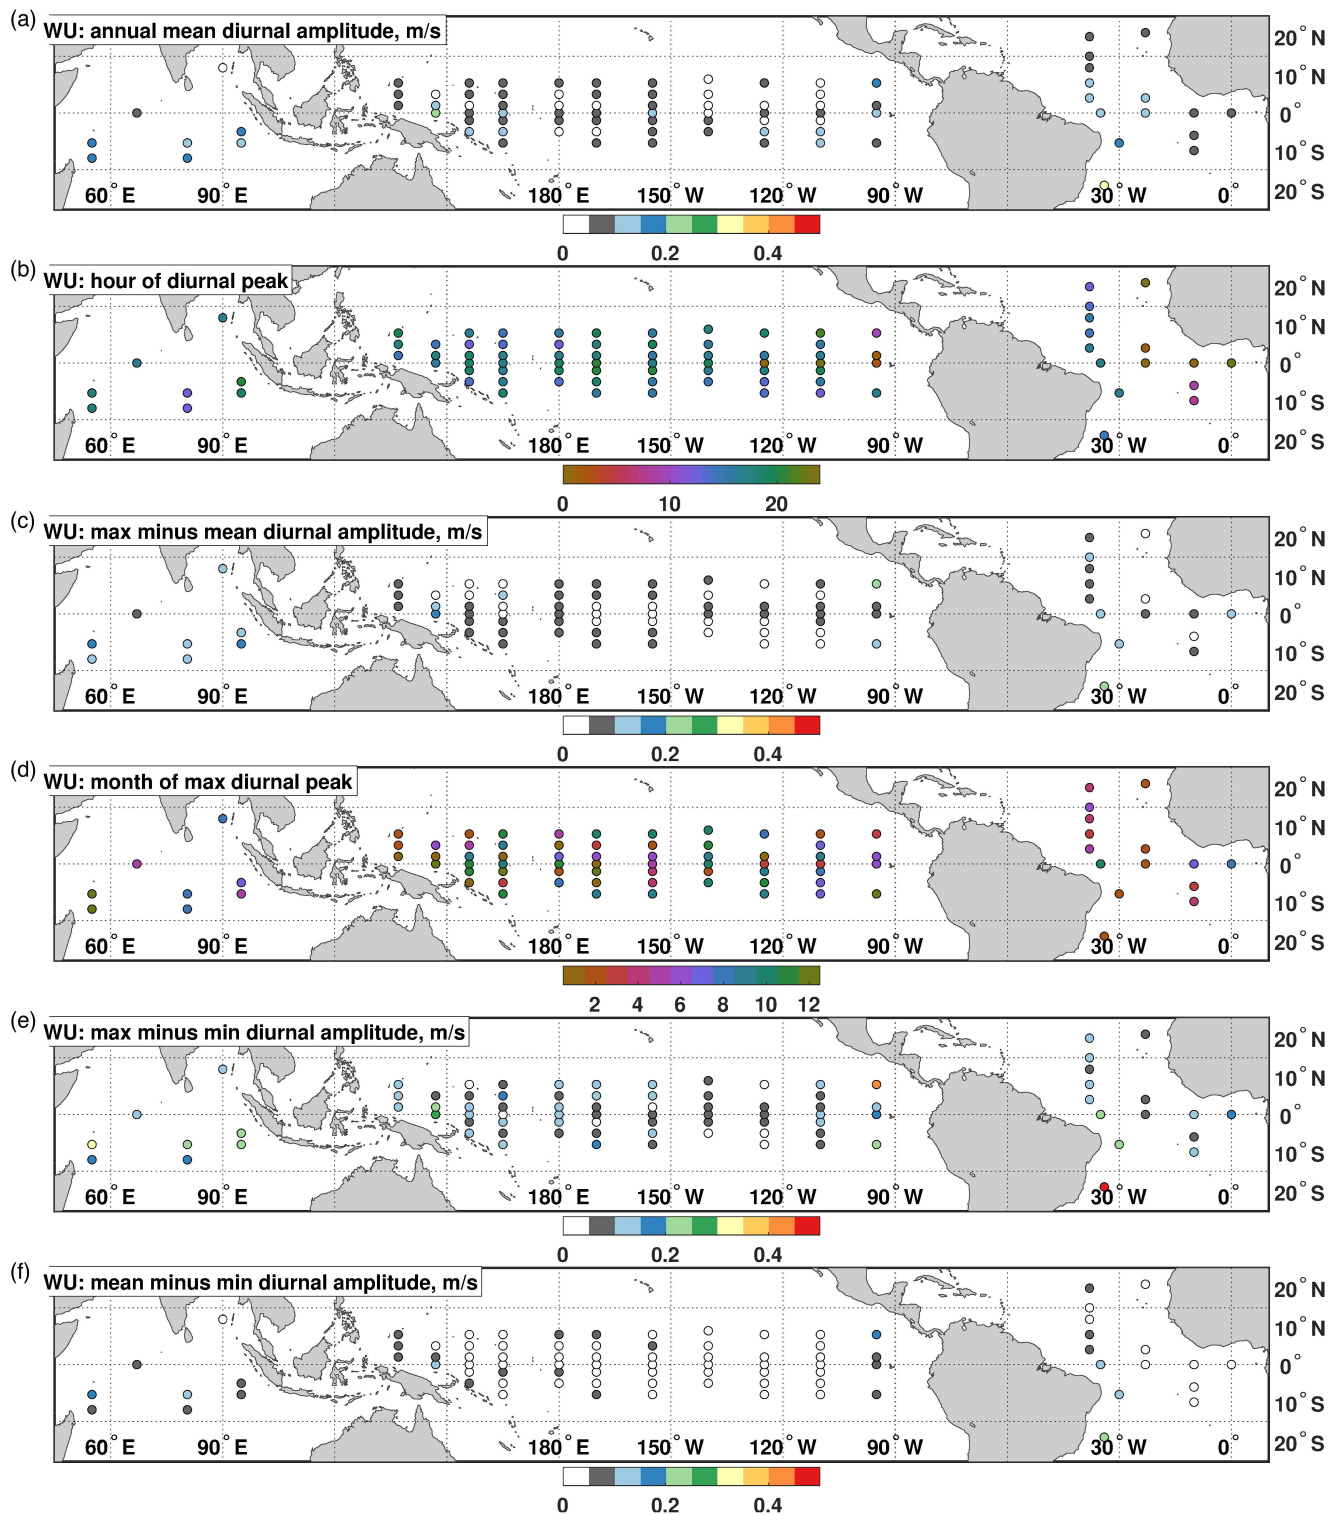 (a) WU: annual mean diurnal amplitude, m/s
20° N
10° N
0°
10° S
20° S
60° E 90° E 180° E 150° W 120° W 90° W 30° W 0°
0 0.2 0.4
(b) WU: hour of diurnal peak
20° N
10° N
0°
10° S
20° S
60° E 90° E 180° E 150° W 120° W 90° W 30° W 0°
0 10 20
(c) WU: max minus mean diurnal amplitude, m/s
20° N
10° N
0°
10° S
20° S
60° E 90° E 180° E 150° W 120° W 90° W 30° W 0°
0 0.2 0.4
(d) WU: month of max diurnal peak
20° N
10° N
0°
10° S
20° S
60° E 90° E 180° E 150° W 120° W 90° W 30° W 0°
2 4 6 8 10 12
(e) WU: max minus min diurnal amplitude, m/s
20° N
10° N
0°
10° S
20° S
60° E 90° E 180° E 150° W 120° W 90° W 30° W 0°
0 0.2 0.4
(f) WU: mean minus min diurnal amplitude, m/s
20° N
10° N
0°
10° S
20° S
60° E 90° E 180° E 150° W 120° W 90° W 30° W 0°
0 0.2 0.4